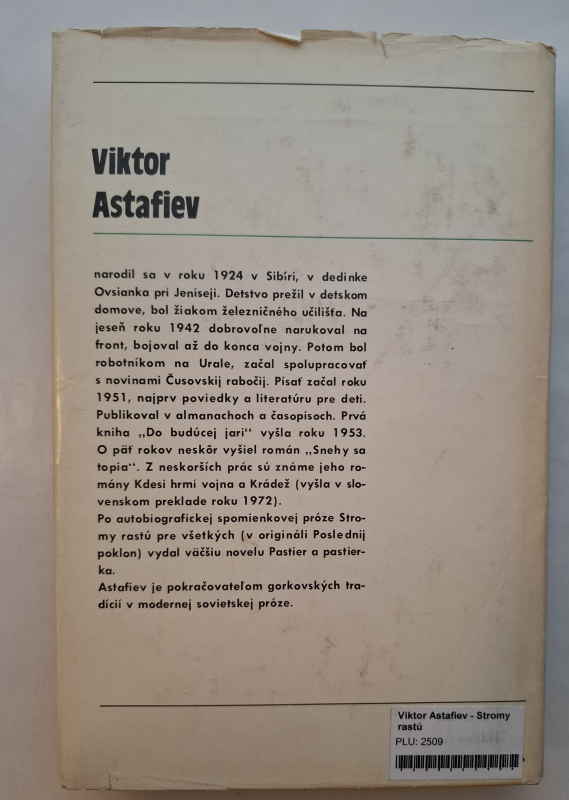 Viktor
Astafiev
narodil sa v roku 1924 v Sibíri, v dedinke
Ovsianka pri Jeniseji. Detstvo prežil v detskom
domove, bol žiakom železničného učilišťa. Na
jeseň roku 1942 dobrovoľne narukoval na
front, bojoval až do konca vojny. Potom bol
robotníkom na Urale, začal spolupracovať
s novinami Čusovskij rabočij. Písať začal roku
1951, najprv poviedky a literatúru pre deti.
Publikoval v almanachoch a časopisoch. Prvá
kniha „Do budúcej jari" vyšla roku 1953.
O päť rokov neskôr vyšiel román „Snehy sa
topia". Z neskorších prác sú známe jeho ro-
mány Kdesi hrmí vojna a Krádež (vyšla v slo-
venskom preklade roku 1972).
Po autobiografickej spomienkovej próze Stro-
my rastú pre všetkých (v origináli Poslednij
poklon) vydal väčšiu novelu Pastier a pastier-
ka.
Astafiev je pokračovateľom gorkovských tra-
dícií v modernej sovietskej próze.
Viktor Astafiev - Stromy
rastú
PLU: 2509